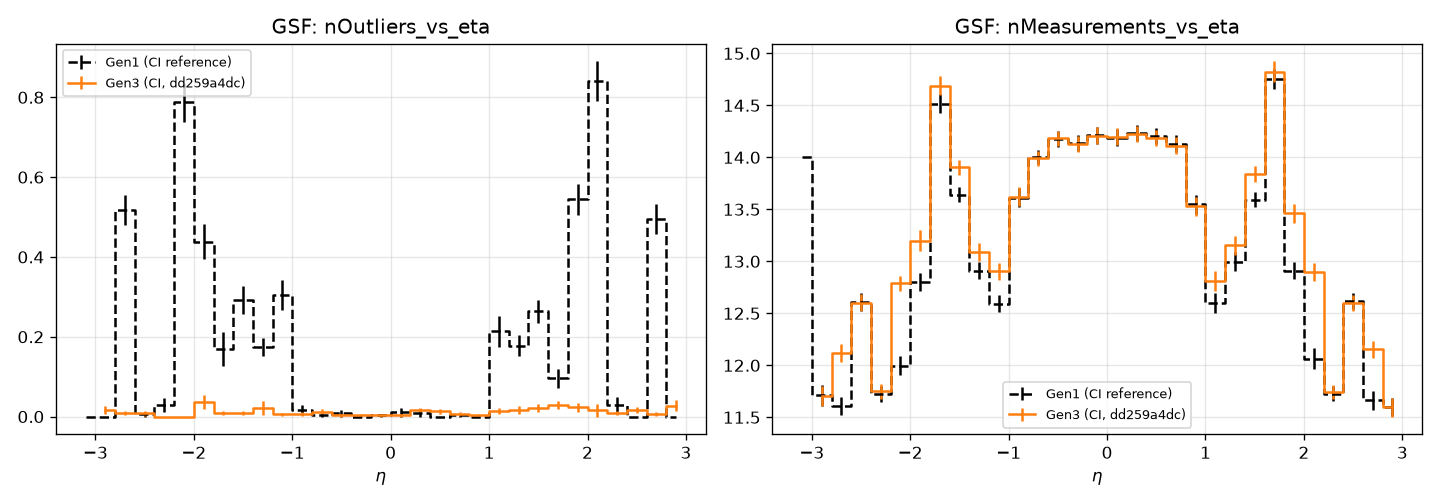 GSF: nOutliers_vs_eta
Gen1 (CI reference)
Gen3 (CI, dd259a4dc)
0.8
0.6
0.4
0.2
0.0
−3 −2 −1 0 1 2 3
η
GSF: nMeasurements_vs_eta
15.0
14.5
14.0
13.5
13.0
12.5
12.0
11.5
Gen1 (CI reference)
Gen3 (CI, dd259a4dc)
−3 −2 −1 0 1 2 3
η